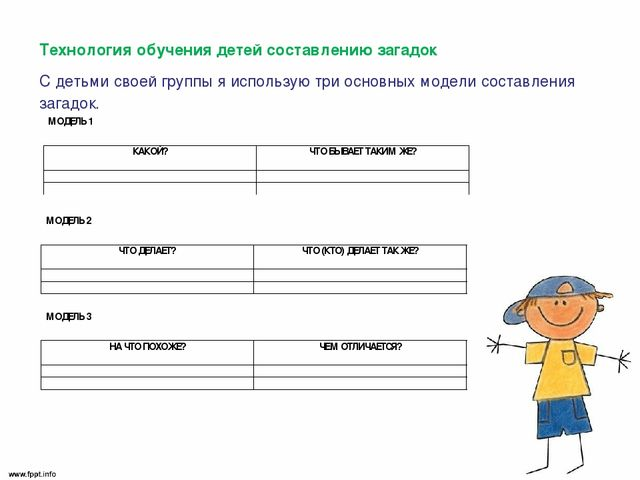 Технология обучения детей составлению загадок
С детьми своей группы я использую три основных модели составления
загадок.
МОДЕЛЬ 1
КАКОЙ? ЧТО БЫВАЕТ ТАКИМ ЖЕ?
МОДЕЛЬ 2
ЧТО ДЕЛАЕТ? ЧТО (КТО) ДЕЛАЕТ ТАК ЖЕ?
МОДЕЛЬ 3
НА ЧТО ПОХОЖЕ? ЧЕМ ОТЛИЧАЕТСЯ?
www.fppt.info